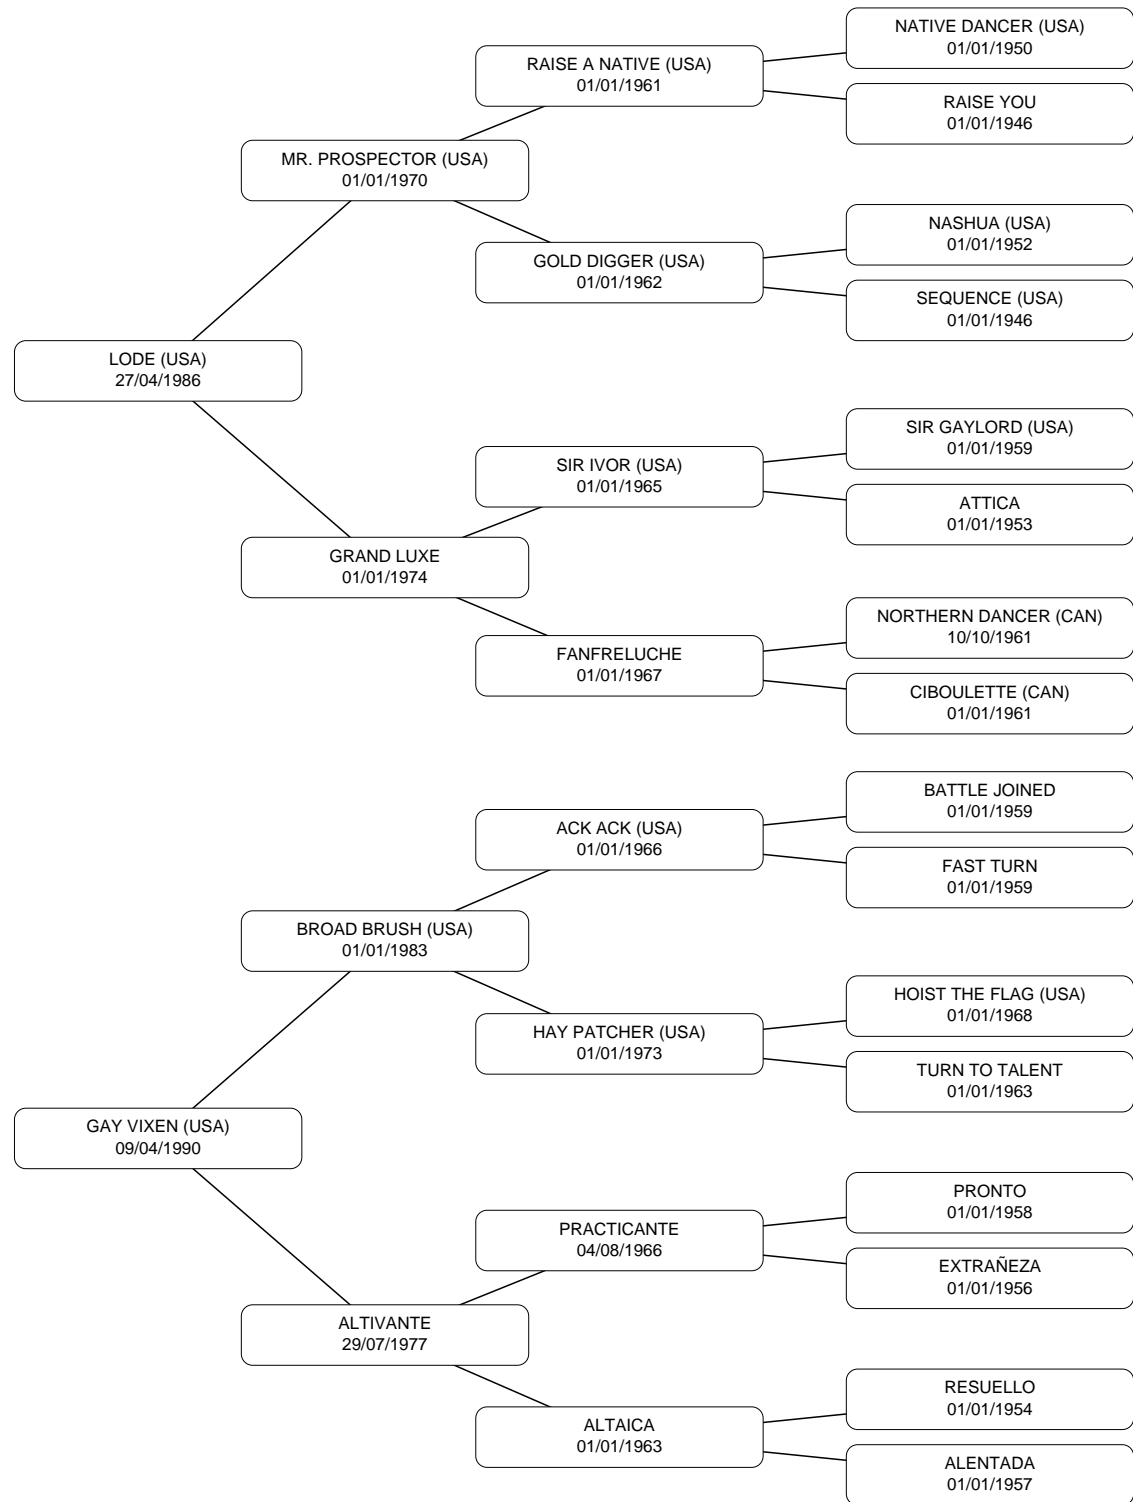 NATIVE DANCER (USA)
01/01/1950
RAISE A NATIVE (USA)
01/01/1961
RAISE YOU
01/01/1946
MR. PROSPECTOR (USA)
01/01/1970
NASHUA (USA)
01/01/1952
GOLD DIGGER (USA)
01/01/1962
SEQUENCE (USA)
01/01/1946
LODE (USA)
27/04/1986
SIR GAYLORD (USA)
01/01/1959
SIR IVOR (USA)
01/01/1965
ATTICA
01/01/1953
GRAND LUXE
01/01/1974
NORTHERN DANCER (CAN)
10/10/1961
FANFRELUCHE
01/01/1967
CIBOULETTE (CAN)
01/01/1961
BATTLE JOINED
01/01/1959
ACK ACK (USA)
01/01/1966
FAST TURN
01/01/1959
BROAD BRUSH (USA)
01/01/1983
HOIST THE FLAG (USA)
01/01/1968
HAY PATCHER (USA)
01/01/1973
TURN TO TALENT
01/01/1963
GAY VIXEN (USA)
09/04/1990
PRONTO
01/01/1958
PRACTICANTE
04/08/1966
EXTRAÑEZA
01/01/1956
ALTIVANTE
29/07/1977
RESUELLO
01/01/1954
ALTAICA
01/01/1963
ALENTADA
01/01/1957